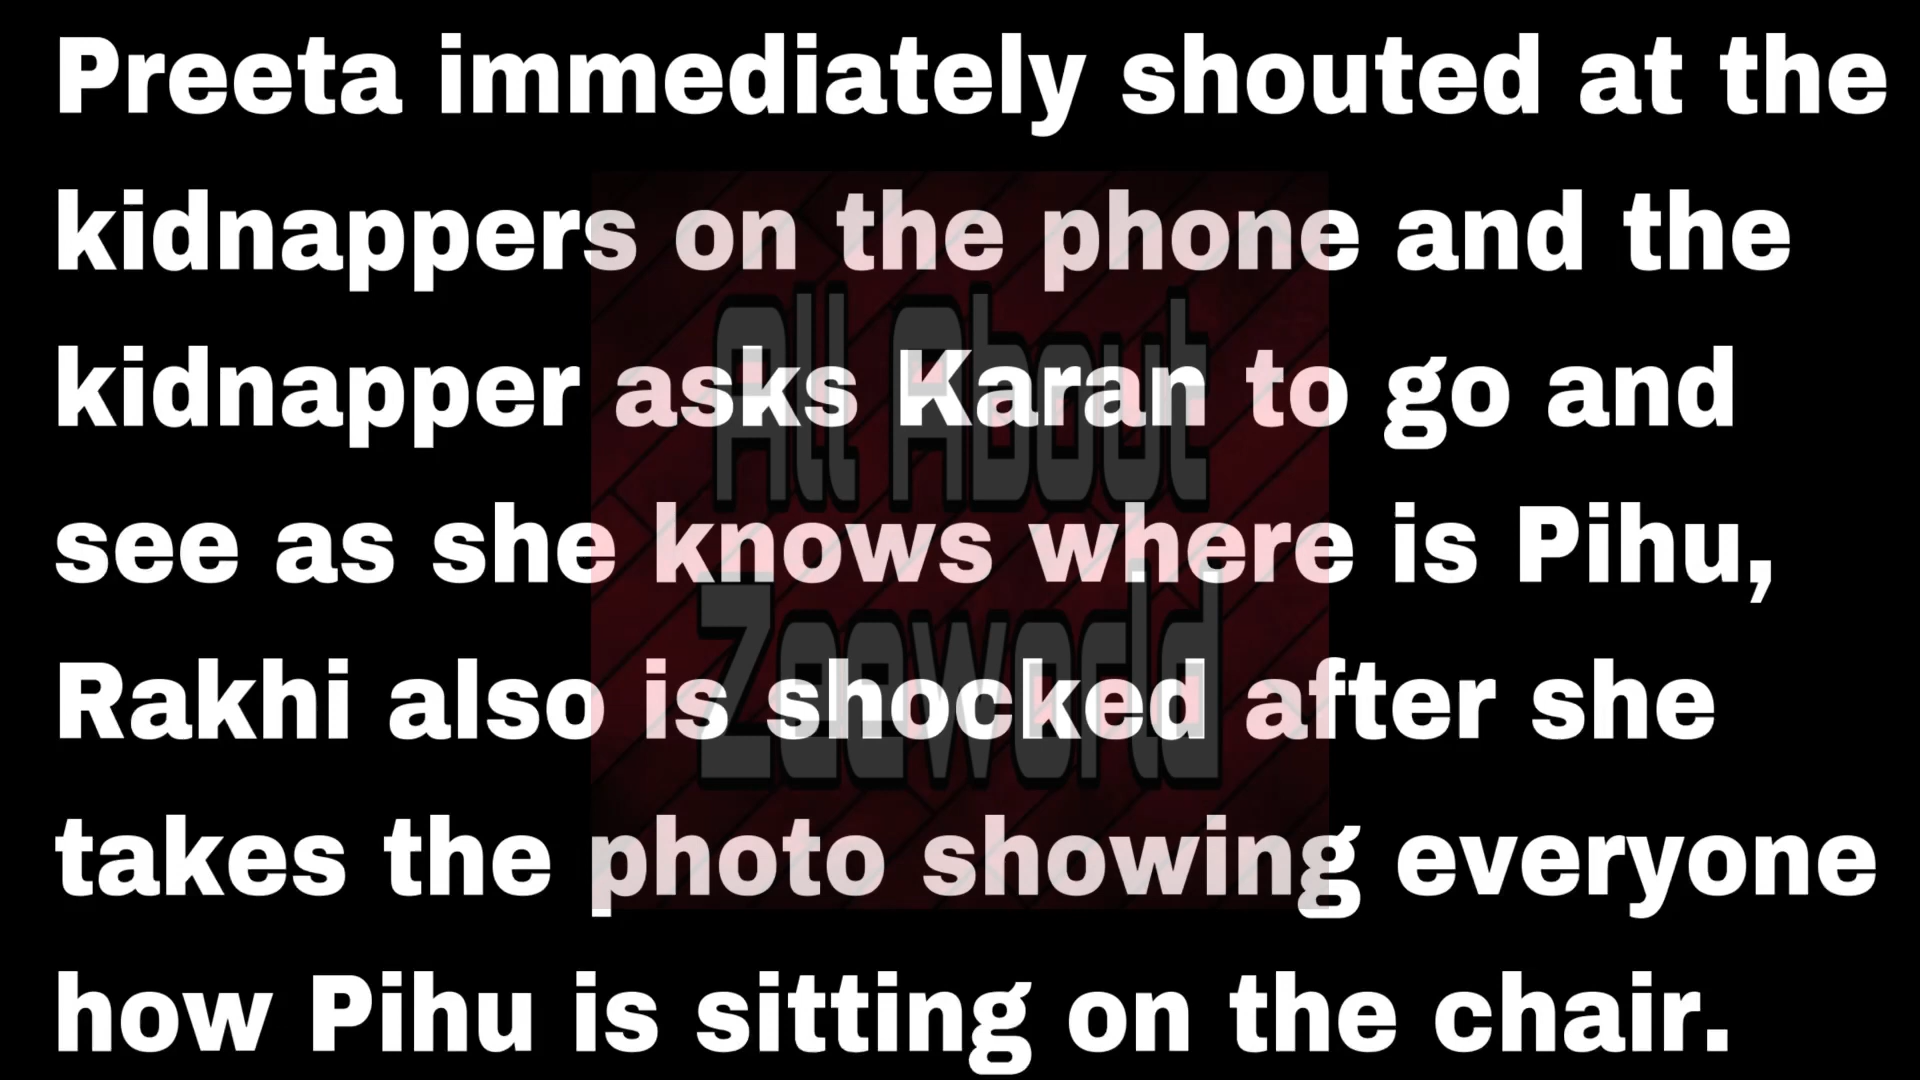 Preeta immediately shouted at the
kidnappers on the phone and the
kidnapper asks Karan to go and
see as she knows where is Pihu,
Rakhi also is shocked after she
takes the photo showing everyone
how Pihu is sitting on the chair.
All About
Zeeworld